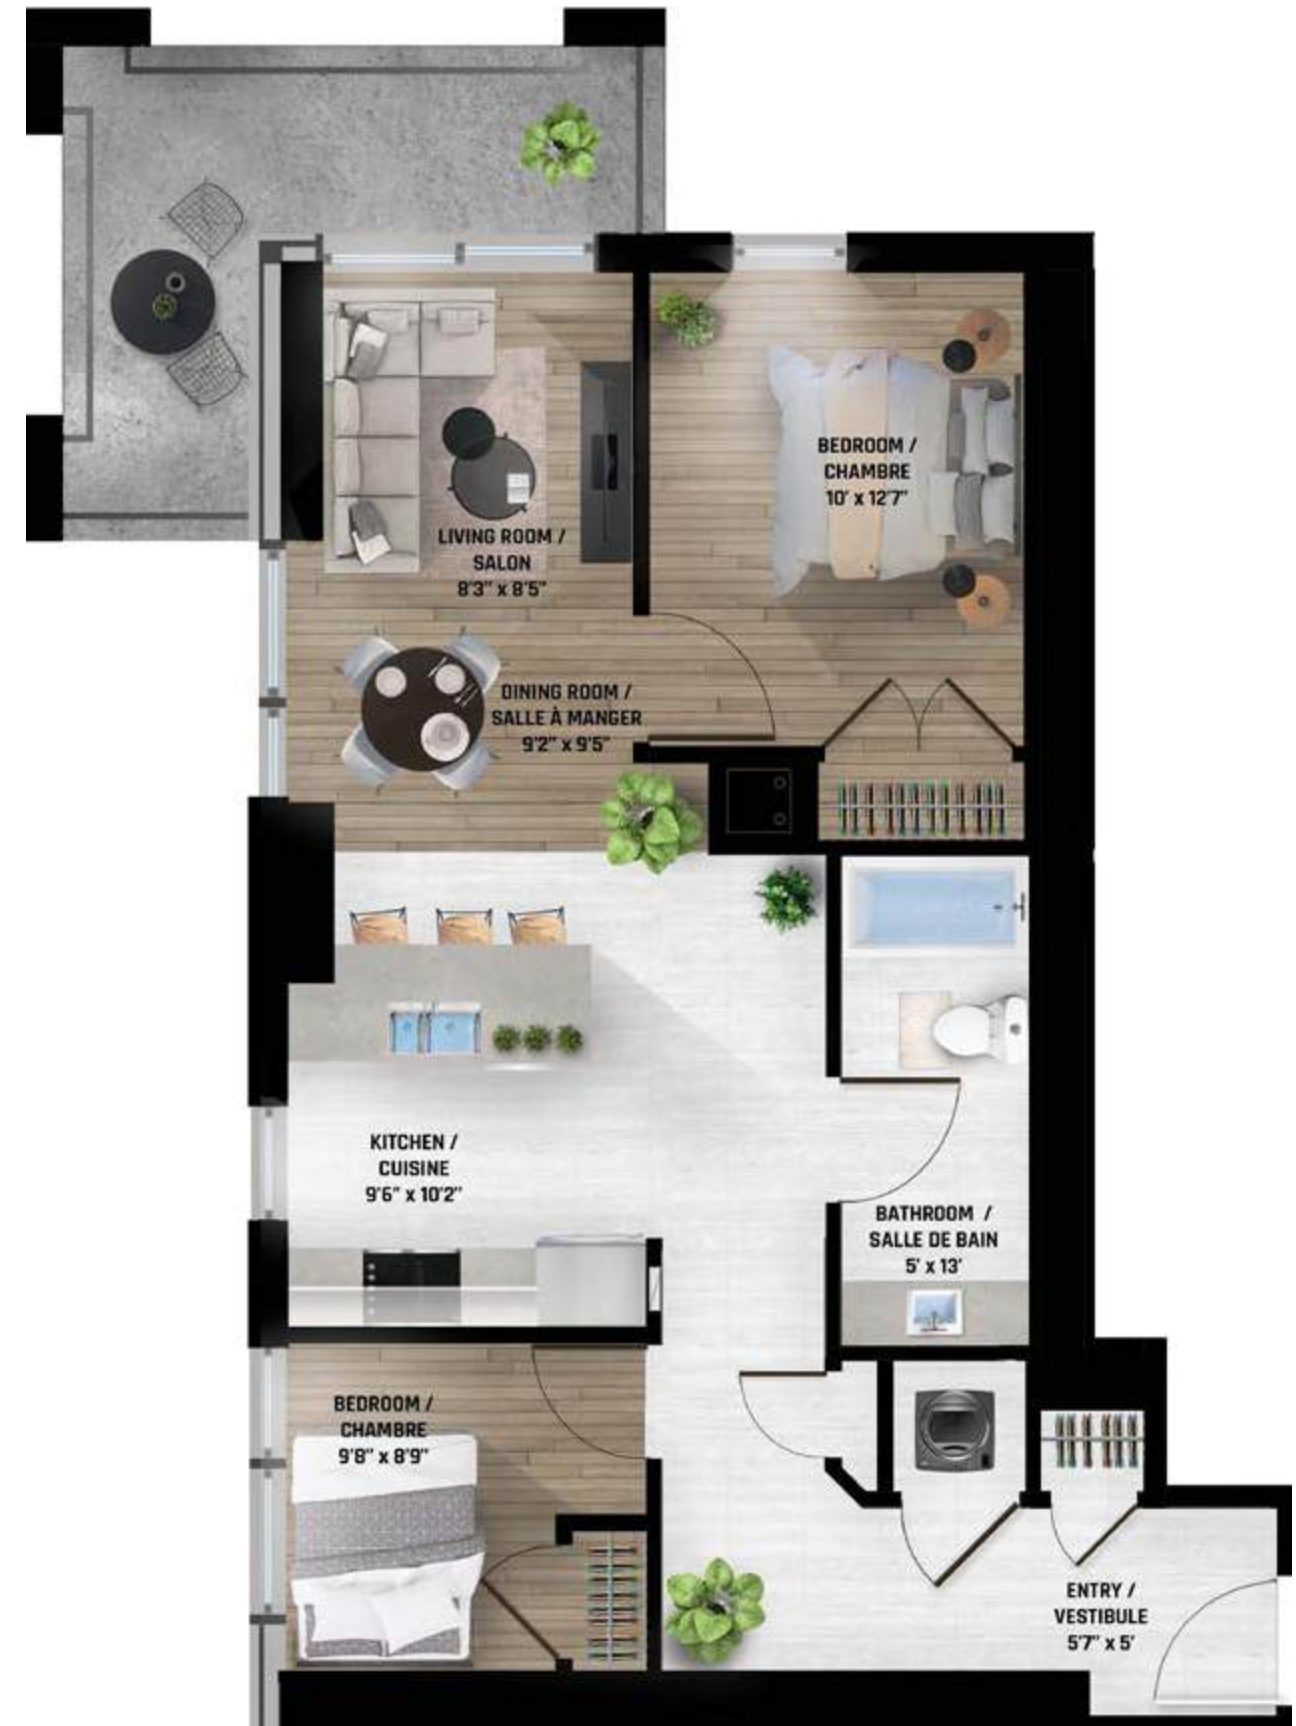 BEDROOM /
CHAMBRE
10' x 12'7"
LIVING ROOM /
SALON
8'3" x 8'5"
DINING ROOM /
SALLE À MANGER
9'2" x 9'5"
KITCHEN /
CUISINE
9'6" x 10'2"
BATHROOM /
SALLE DE BAIN
5' x 13'
BEDROOM /
CHAMBRE
9'8" x 8'9"
ENTRY /
VESTIBULE
5'7" x 5'